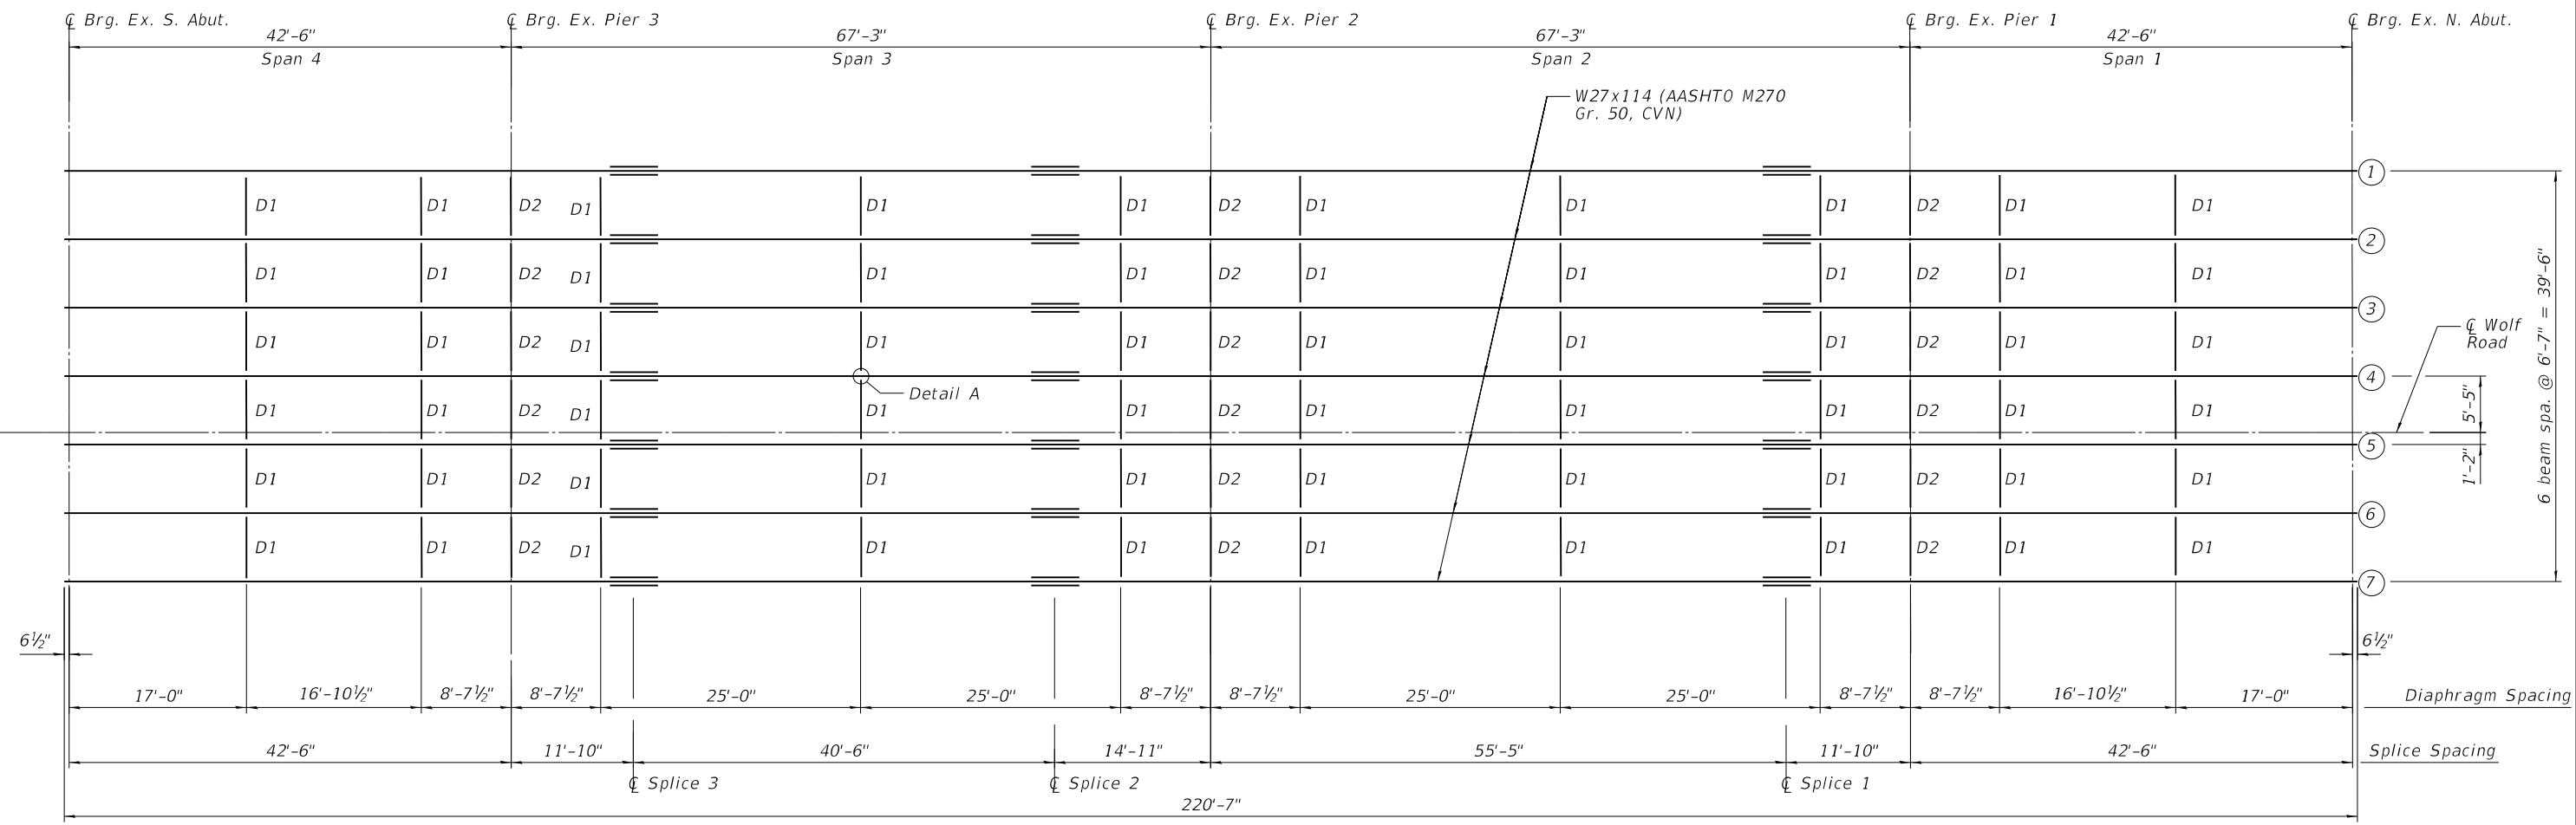 ℄ Brg. Ex. S. Abut.
℄ Brg. Ex. Pier 3
℄ Brg. Ex. Pier 2
℄ Brg. Ex. Pier 1
℄ Brg. Ex. N. Abut.
42'-6"
67'-3"
67'-3"
42'-6"
Span 4
Span 3
Span 2
Span 1
W27x114 (AASHTO M270
Gr. 50, CVN)
1
D1 D1 D2 D1 D1 D1 D2 D1 D1 D1 D2 D1 D1
2
D1 D1 D2 D1 D1 D1 D2 D1 D1 D1 D2 D1 D1
3
D1 D1 D2 D1 D1 D1 D2 D1 D1 D1 D2 D1 D1
4
Detail A
D1 D1 D2 D1 D1 D1 D2 D1 D1 D1 D2 D1 D1
5
D1 D1 D2 D1 D1 D1 D2 D1 D1 D1 D2 D1 D1
6
D1 D1 D2 D1 D1 D1 D2 D1 D1 D1 D2 D1 D1
7
℄ Wolf
Road
5'-5"
1'-2"
6 beam spa. @ 6'-7" = 39'-6"
6½"
6½"
17'-0" 16'-10½" 8'-7½" 8'-7½" 25'-0" 25'-0" 8'-7½" 8'-7½" 25'-0" 25'-0" 8'-7½" 8'-7½" 16'-10½" 17'-0" Diaphragm Spacing
42'-6" 11'-10" 40'-6" 14'-11" 55'-5" 11'-10" 42'-6" Splice Spacing
℄ Splice 3
℄ Splice 2
℄ Splice 1
220'-7"